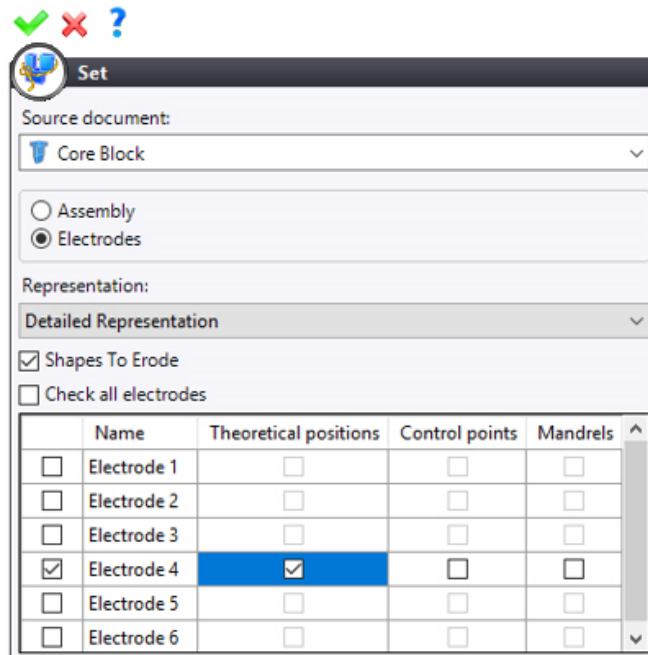 ?
Set
Source document:
Core Block
Assembly
Electrodes
Representation:
Detailed Representation
Shapes To Erode
Check all electrodes
Name Theoretical positions Control points Mandrels
Electrode 1
Electrode 2
Electrode 3
Electrode 4
Electrode 5
Electrode 6